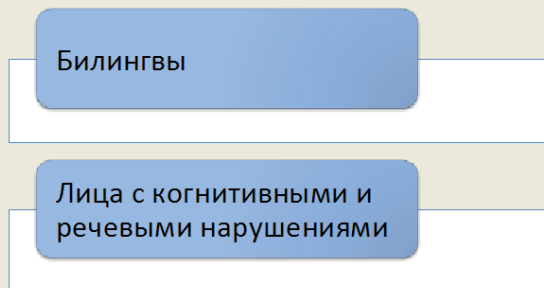 Билингвы
Лица с когнитивными и
речевыми нарушениями